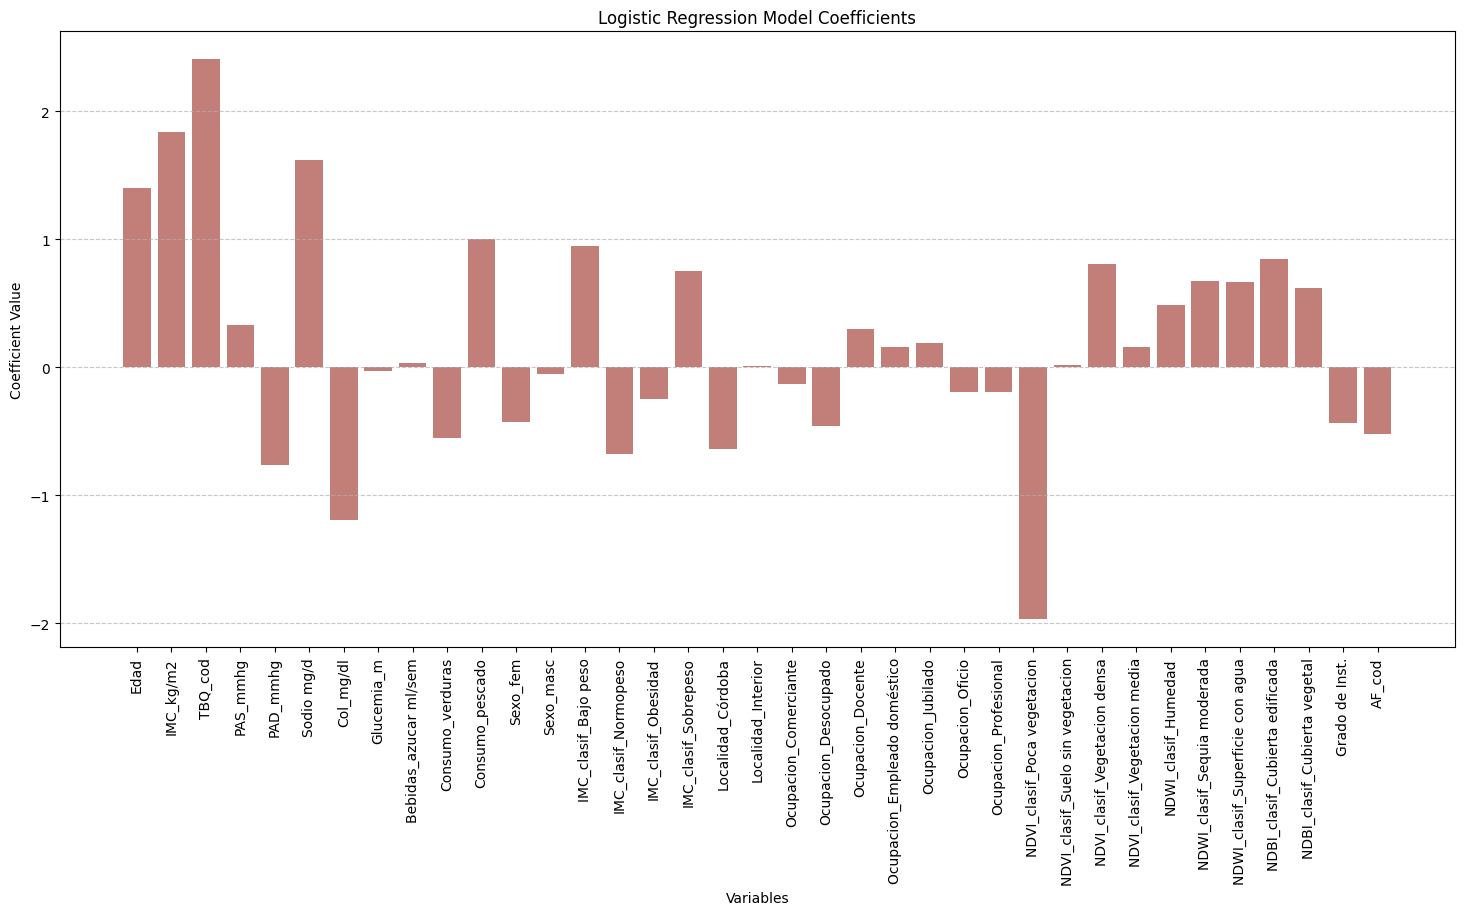 Logistic Regression Model Coefficients
Coefficient Value
2
1
0
−1
−2
Edad
IMC_kg/m2
TBQ_cod
PAS_mmhg
PAD_mmhg
Sodio mg/d
Col_mg/dl
Glucemia_m
Bebidas_azucar ml/sem
Consumo_verduras
Consumo_pescado
Sexo_fem
Sexo_masc
IMC_clasif_Bajo peso
IMC_clasif_Normopeso
IMC_clasif_Obesidad
IMC_clasif_Sobrepeso
Localidad_Córdoba
Localidad_Interior
Ocupacion_Comerciante
Ocupacion_Desocupado
Ocupacion_Docente
Ocupacion_Empleado doméstico
Ocupacion_Jubilado
Ocupacion_Oficio
Ocupacion_Profesional
NDVI_clasif_Poca vegetacion
NDVI_clasif_Suelo sin vegetacion
NDVI_clasif_Vegetacion densa
NDVI_clasif_Vegetacion media
NDWI_clasif_Humedad
NDWI_clasif_Sequia moderada
NDWI_clasif_Superficie con agua
NDBI_clasif_Cubierta edificada
NDBI_clasif_Cubierta vegetal
Grado de Inst.
AF_cod
Variables